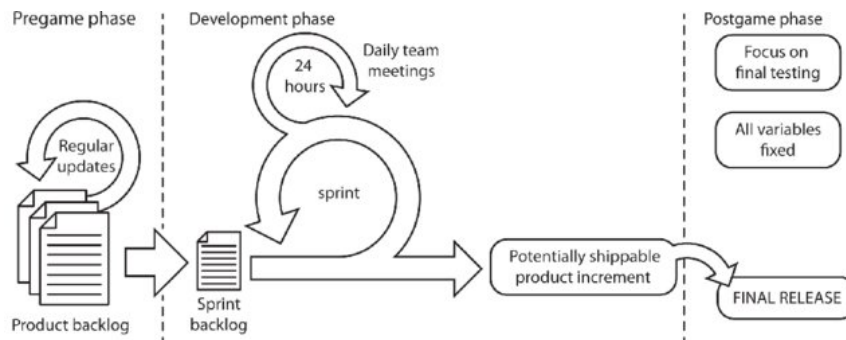 Pregame phase
Development phase
Postgame phase
Regular
updates
Product backlog
24
hours
Daily team
meetings
sprint
Sprint
backlog
Potentially shippable
product increment
Focus on
final testing
All variables
fixed
FINAL RELEASE